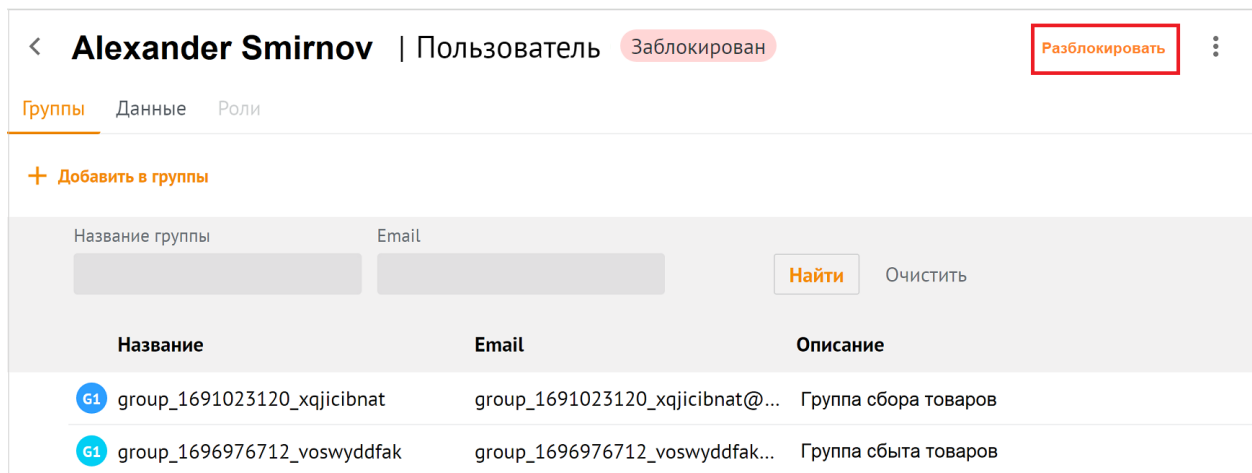 Alexander Smirnov | Пользователь Заблокирован Разблокировать
Группы Данные Роли
+ Добавить в группы
Название группы Email
Найти Очистить
Название Email Описание
G1 group_1691023120_xqjicibnat group_1691023120_xqjicibnat@... Группа сбора товаров
G1 group_1696976712_voswyddfak group_1696976712_voswyddfak... Группа сбыта товаров